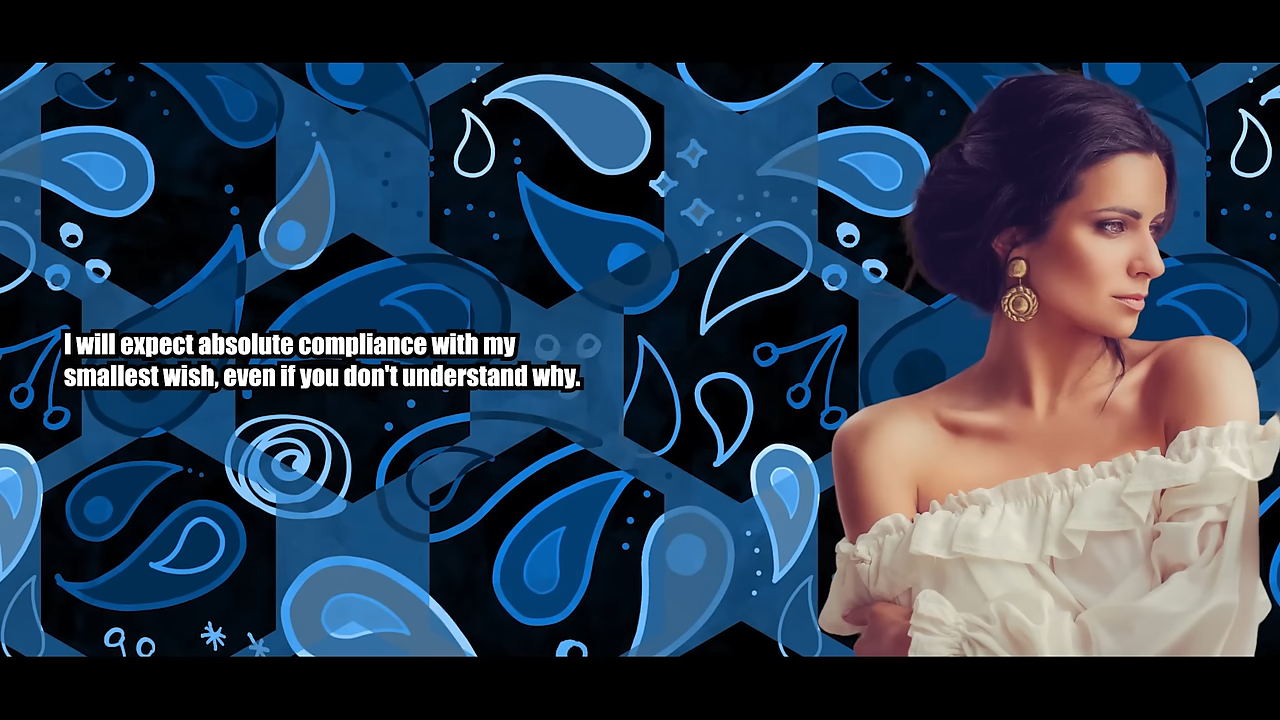 I will expect absolute compliance with my
smallest wish, even if you don't understand why.